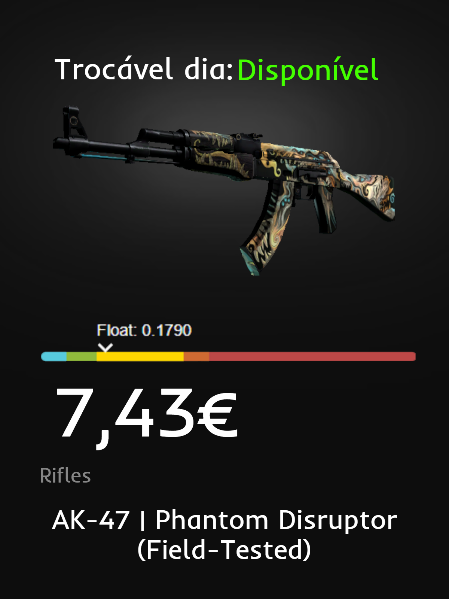 Trocável dia: Disponível
Float: 0.1790
7,43€
Rifles
AK-47 | Phantom Disruptor
(Field-Tested)